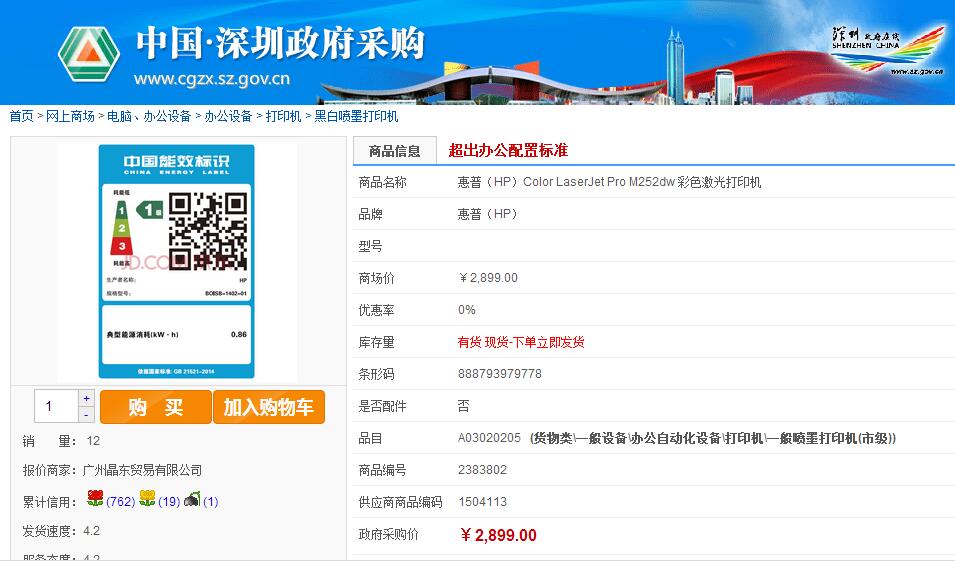 中国·深圳政府采购
www.cgzx.sz.gov.cn
深圳 政府在线
SHENZHEN CHINA
www.sz.gov.cn
首页 > 网上商场 > 电脑、办公设备 > 办公设备 > 打印机 > 黑白喷墨打印机
中国能效标识
CHINA ENERGY LABEL
耗能低
1
2
3
1级
耗能高
JD.CO
生产者名称: HP
规格型号: BOISB-1402-01
典型能源消耗(kW·h) 0.86
依据国家标准: GB 21521-2014
1
+
-
购 买
加入购物车
销 量: 12
报价商家: 广州晶东贸易有限公司
累计信用: (762) (19) (1)
发货速度: 4.2
服务态度: 4.2
商品信息 超出办公配置标准
商品名称 惠普（HP）Color LaserJet Pro M252dw 彩色激光打印机
品牌 惠普（HP）
型号
商场价 ￥2,899.00
优惠率 0%
库存量 有货 现货-下单立即发货
条形码 888793979778
是否配件 否
品目 A03020205 (货物类\一般设备\办公自动化设备\打印机\一般喷墨打印机(市级))
商品编号 2383802
供应商商品编码 1504113
政府采购价 ￥2,899.00